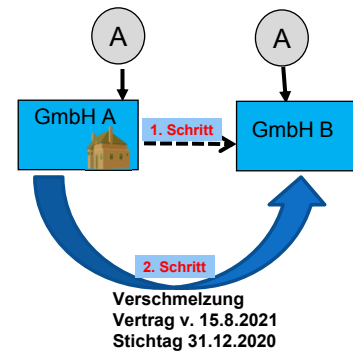 A
A
GmbH A
1. Schritt
GmbH B
2. Schritt
Verschmelzung
Vertrag v. 15.8.2021
Stichtag 31.12.2020